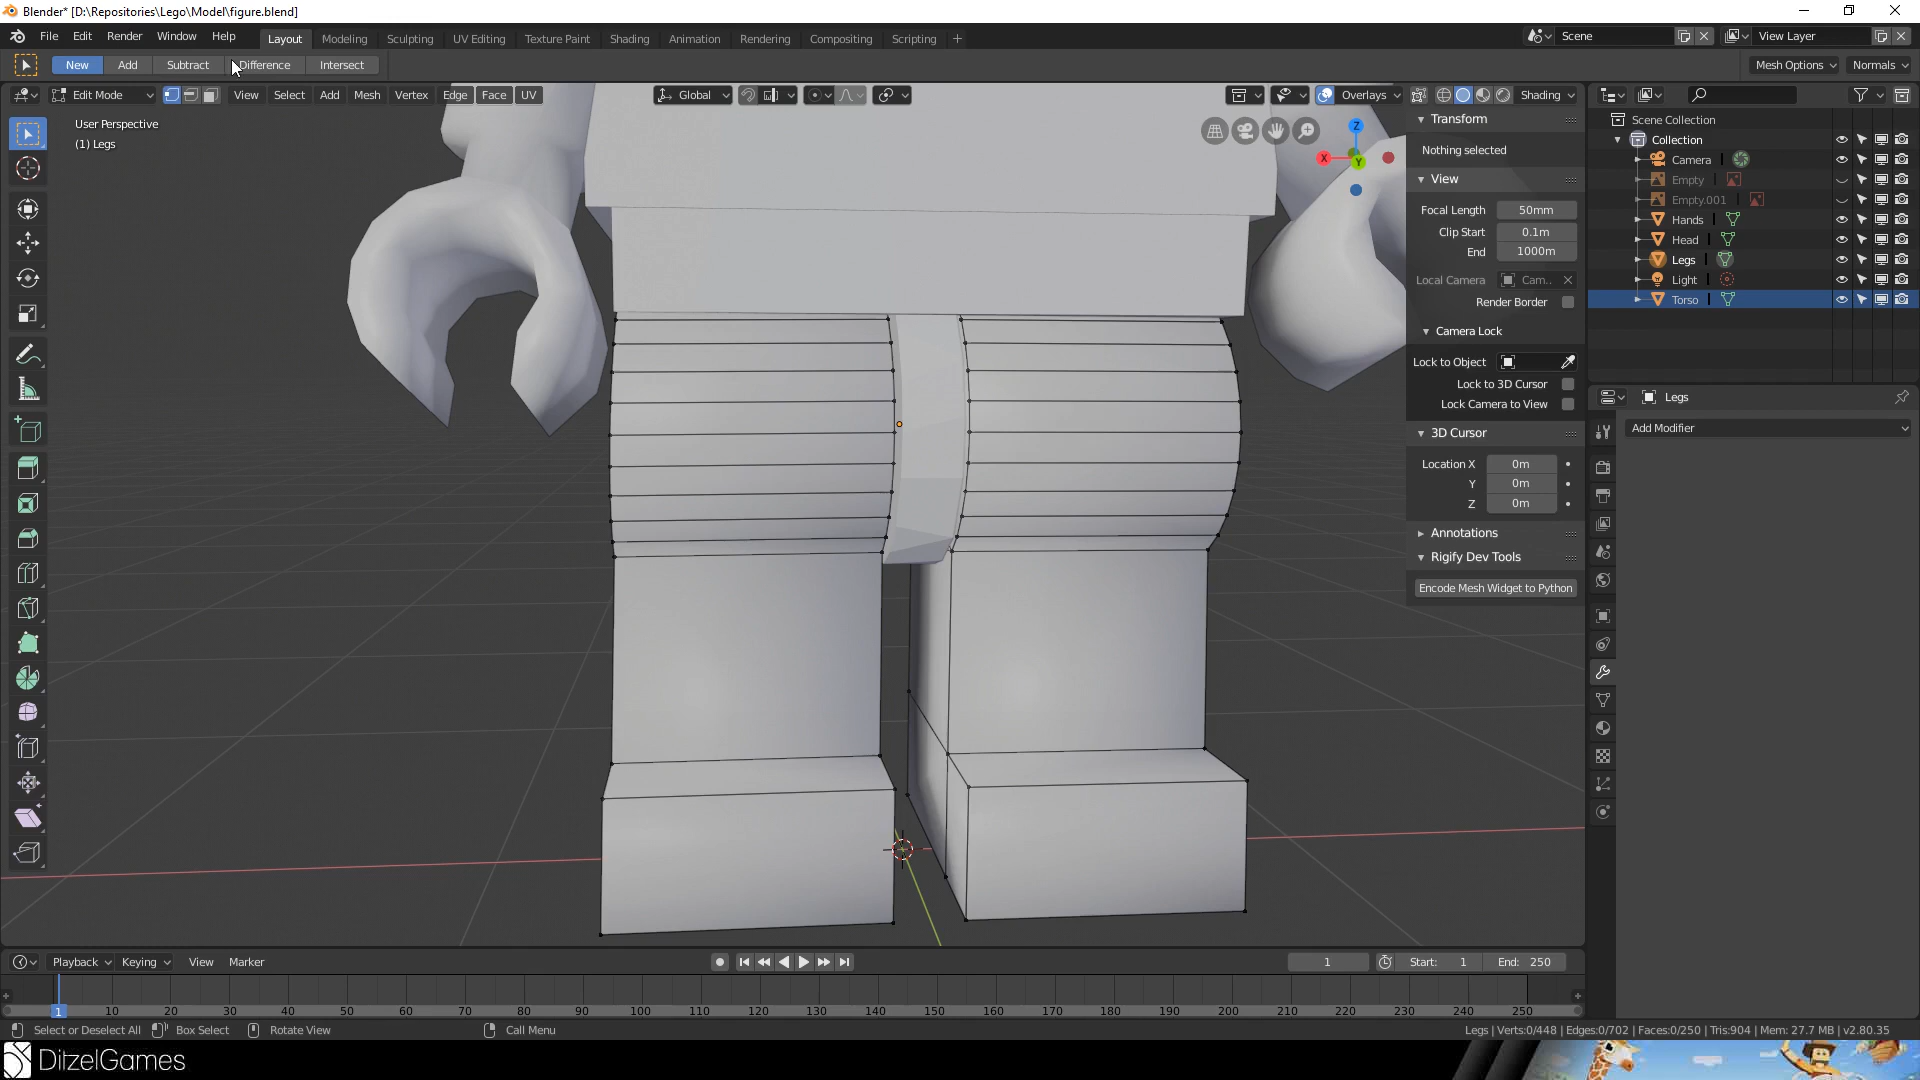 Blender* [D:\Repositories\Lego\Model\figure.blend]
File Edit Render Window Help Layout Modeling Sculpting UV Editing Texture Paint Shading Animation Rendering Compositing Scripting + Scene View Layer
New Add Subtract Difference Intersect Mesh Options Normals
Edit Mode View Select Add Mesh Vertex Edge Face UV Global Overlays Shading
User Perspective
(1) Legs
Z
X
Y
Transform
Nothing selected
View
Focal Length 50mm
Clip Start 0.1m
End 1000m
Local Camera Cam..
Render Border
Camera Lock
Lock to Object
Lock to 3D Cursor
Lock Camera to View
3D Cursor
Location X 0m
Y 0m
Z 0m
Annotations
Rigify Dev Tools
Encode Mesh Widget to Python
Scene Collection
Collection
Camera
Empty
Empty.001
Hands
Head
Legs
Light
Torso
Legs
Add Modifier
Playback Keying View Marker 1 Start: 1 End: 250
1 10 20 30 40 50 60 70 80 90 100 110 120 130 140 150 160 170 180 190 200 210 220 230 240 250
Select or Deselect All Box Select Rotate View Call Menu Legs | Verts:0/448 | Edges:0/702 | Faces:0/250 | Tris:904 | Mem: 27.7 MB | v2.80.35
DitzelGames